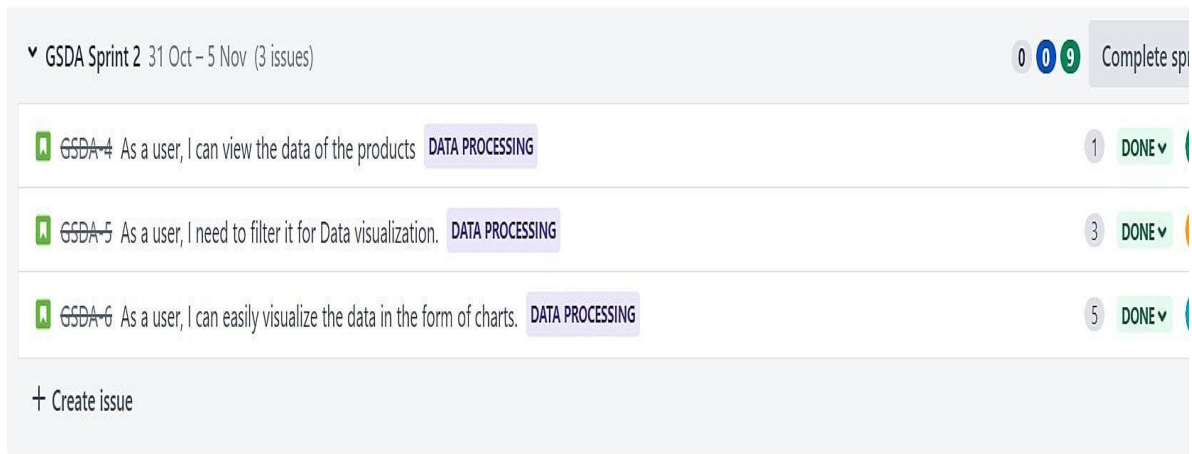 GSDA Sprint 2 31 Oct – 5 Nov (3 issues) 0 0 9 Complete
GSDA-4 As a user, I can view the data of the products DATA PROCESSING 1 DONE
GSDA-5 As a user, I need to filter it for Data visualization. DATA PROCESSING 3 DONE
GSDA-6 As a user, I can easily visualize the data in the form of charts. DATA PROCESSING 5 DONE
+ Create issue